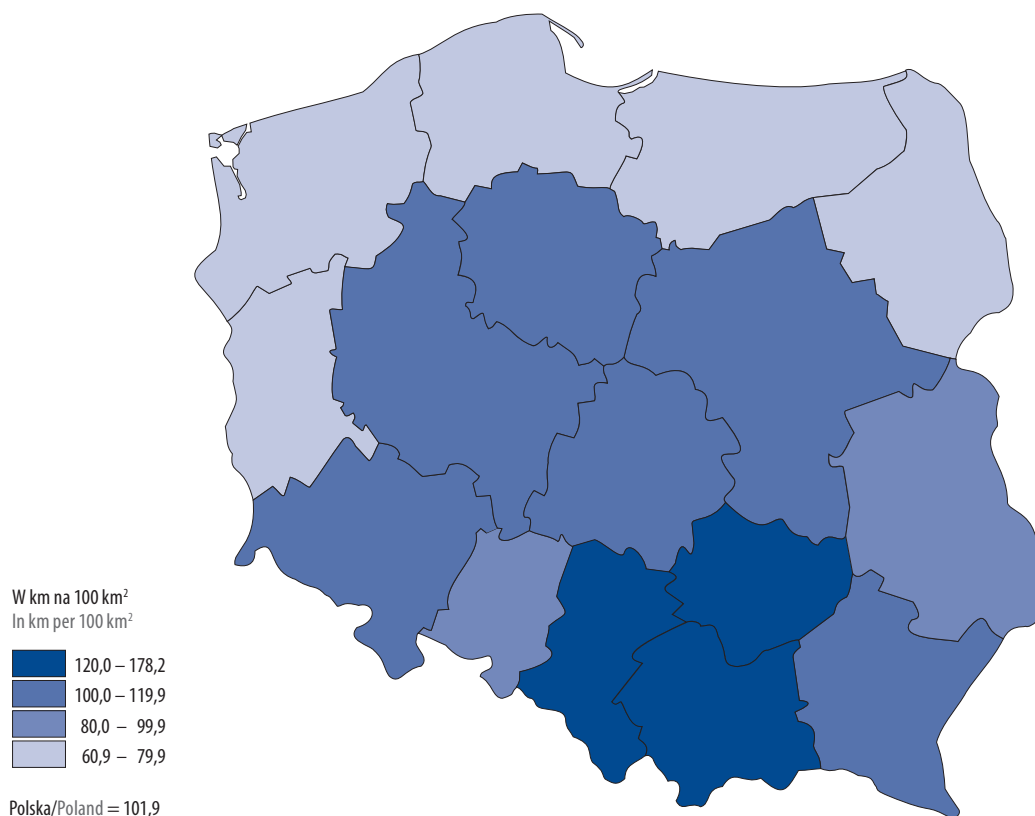 W km na 100 km²
In km per 100 km²
120,0 – 178,2
100,0 – 119,9
80,0 – 99,9
60,9 – 79,9
Polska/Poland = 101,9